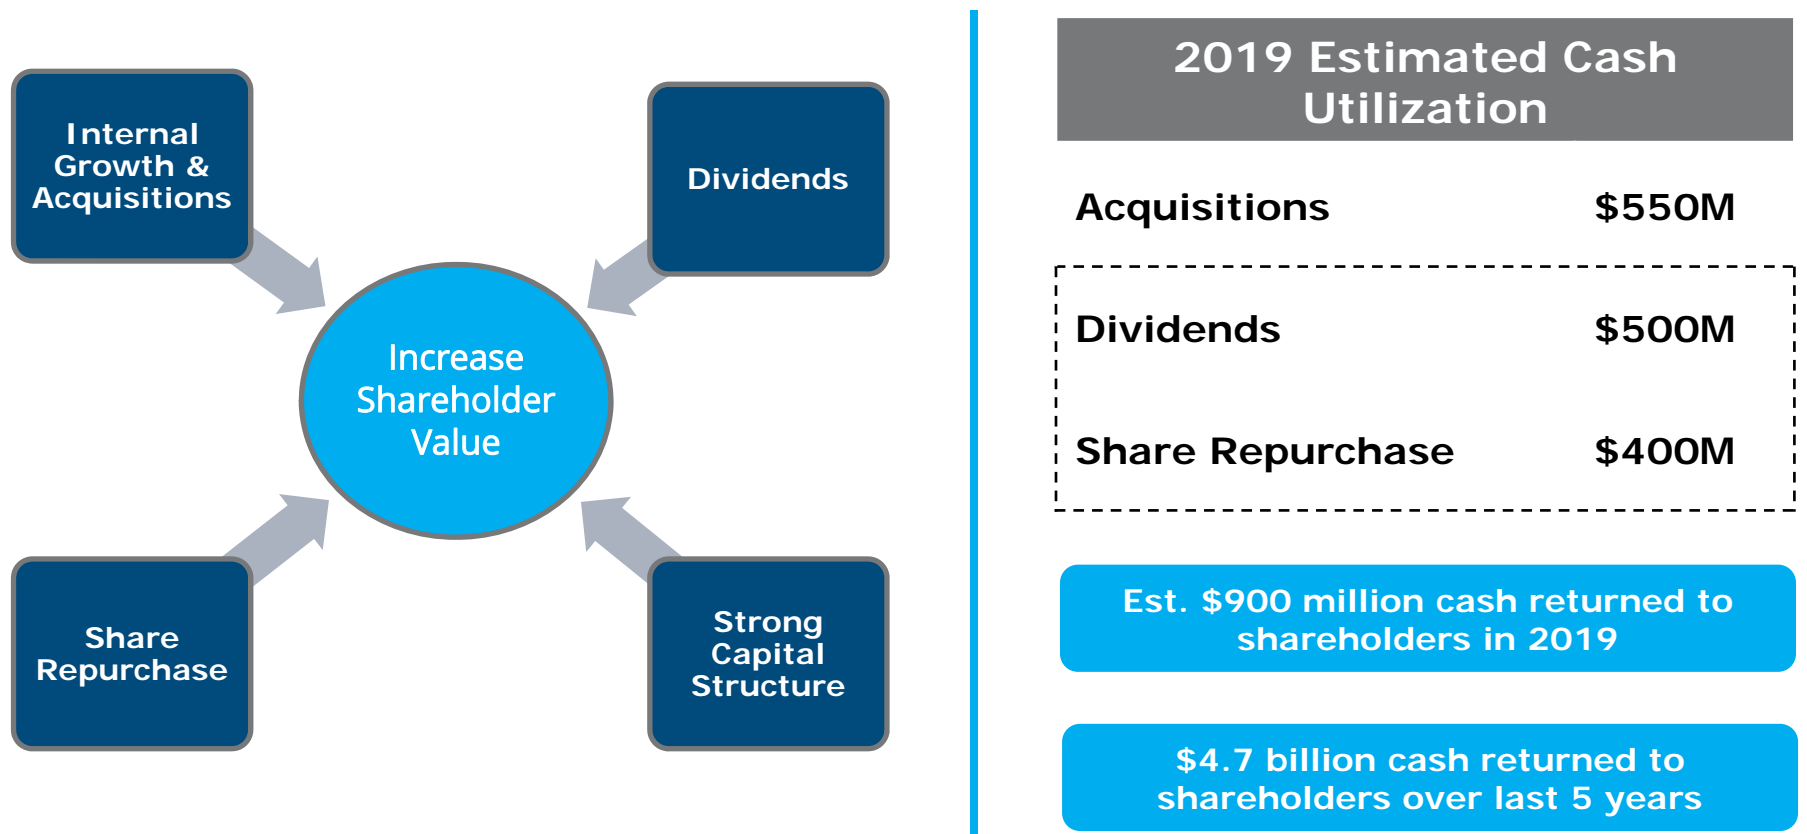 Internal
Growth &
Acquisitions
Dividends
Increase
Shareholder
Value
Share
Repurchase
Strong
Capital
Structure
2019 Estimated Cash
Utilization
Acquisitions $550M
Dividends $500M
Share Repurchase $400M
Est. $900 million cash returned to
shareholders in 2019
$4.7 billion cash returned to
shareholders over last 5 years